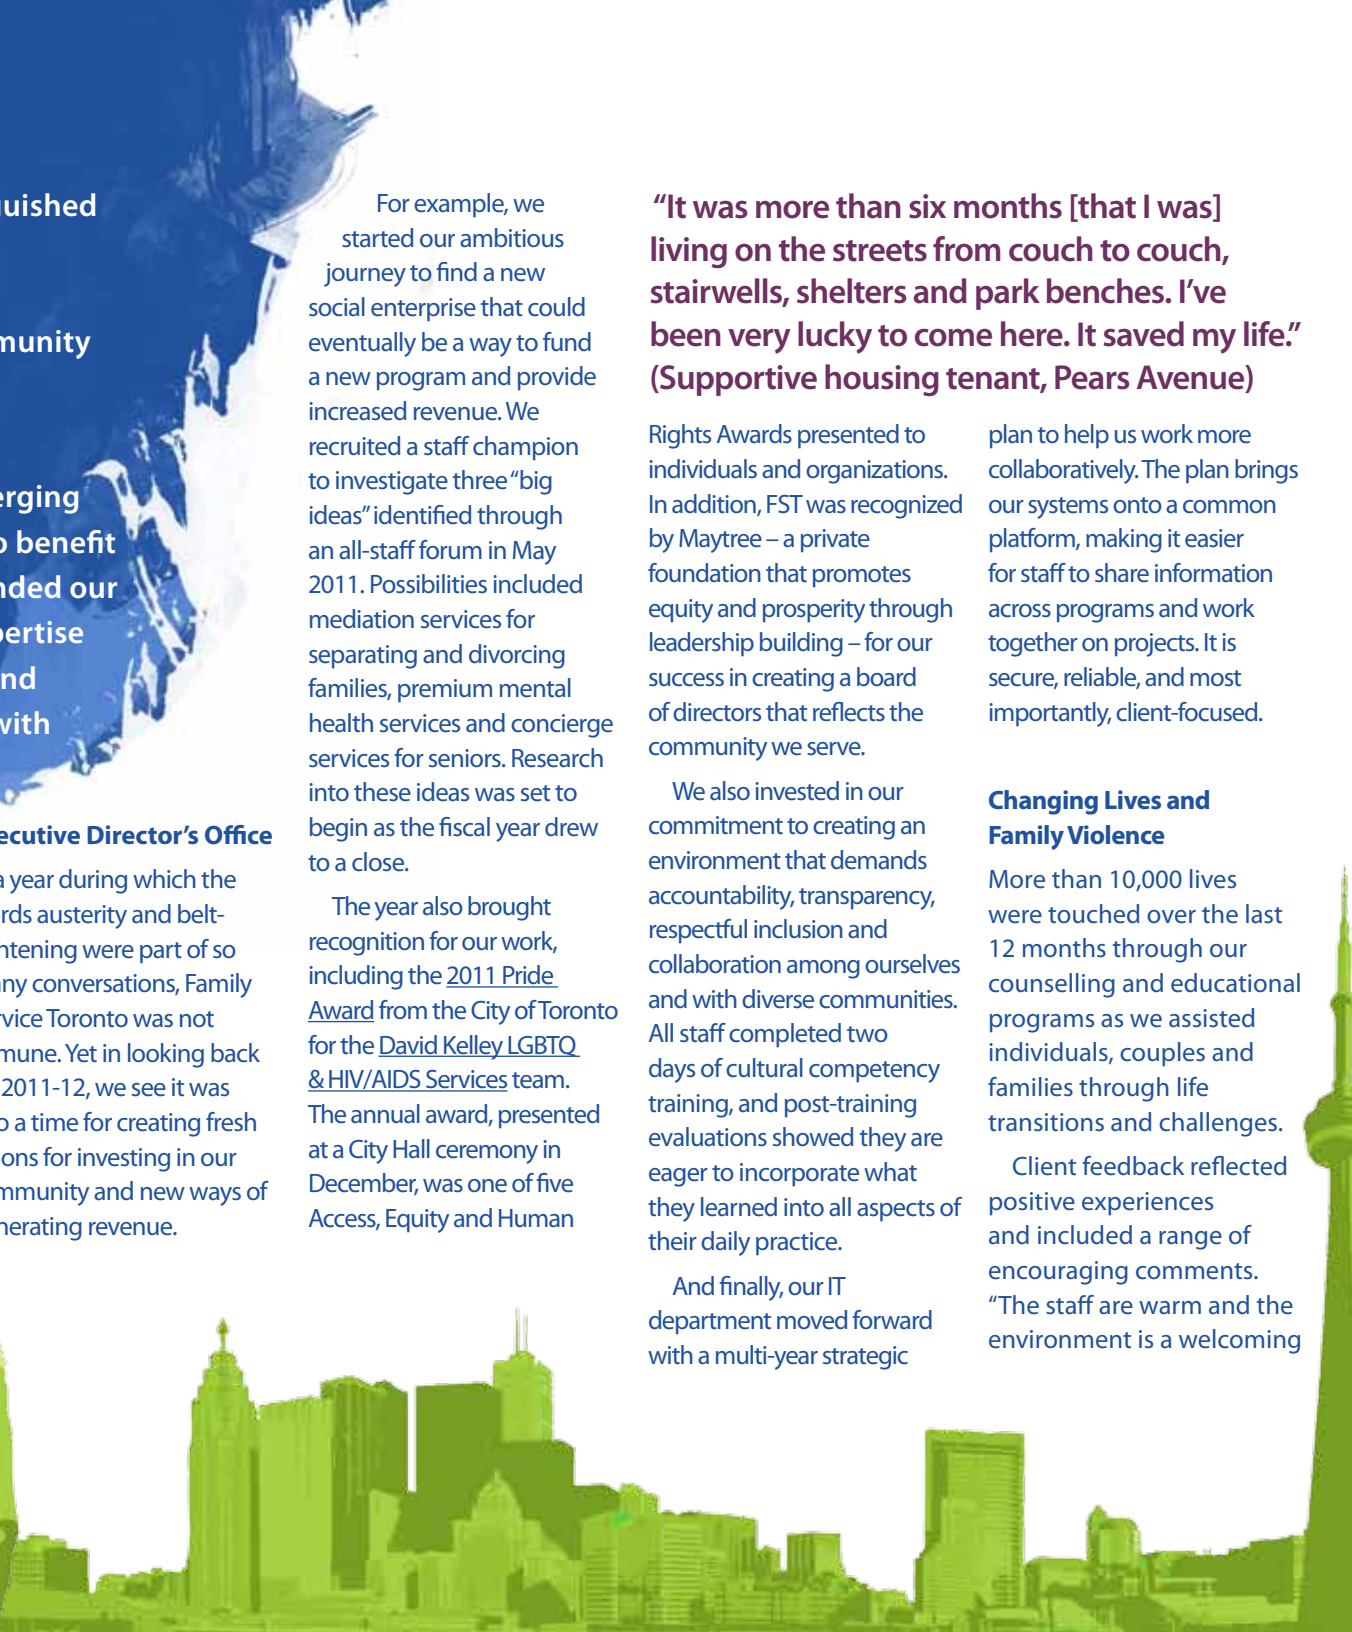 munity
benefit
our
For example, we
started our ambitious
journey to find a new
social enterprise that could
eventually be a way to fund
a new program and provide
increased revenue. We
recruited a staff champion
to investigate three “big
ideas” identified through
an all-staff forum in May
2011. Possibilities included
mediation services for
separating and divorcing
families, premium mental
health services and concierge
services for seniors. Research
into these ideas was set to
begin as the fiscal year drew
to a close.
The year also brought
recognition for our work,
including the 2011 Pride
Award from the City of Toronto
for the David Kelley LGBTQ
& HIV/AIDS Services team.
The annual award, presented
at a City Hall ceremony in
December, was one of five
Access, Equity and Human
“It was more than six months [that I was]
living on the streets from couch to couch,
stairwells, shelters and park benches. I’ve
been very lucky to come here. It saved my life.”
(Supportive housing tenant, Pears Avenue)
Rights Awards presented to
individuals and organizations.
In addition, FST was recognized
by Maytree – a private
foundation that promotes
equity and prosperity through
leadership building – for our
success in creating a board
of directors that reflects the
community we serve.
We also invested in our
commitment to creating an
environment that demands
accountability, transparency,
respectful inclusion and
collaboration among ourselves
and with diverse communities.
All staff completed two
days of cultural competency
training, and post-training
evaluations showed they are
eager to incorporate what
they learned into all aspects of
their daily practice.
And finally, our IT
department moved forward
with a multi-year strategic
plan to help us work more
collaboratively. The plan brings
our systems onto a common
platform, making it easier
for staff to share information
across programs and work
together on projects. It is
secure, reliable, and most
importantly, client-focused.
Changing Lives and
Family Violence
More than 10,000 lives
were touched over the last
12 months through our
counselling and educational
programs as we assisted
individuals, couples and
families through life
transitions and challenges.
Client feedback reflected
positive experiences
and included a range of
encouraging comments.
“The staff are warm and the
environment is a welcoming
Director’s Office
a year during which the
austerity and belt-
were part of so
conversations, Family
Toronto was not
Yet in looking back
2011-12, we see it was
a time for creating fresh
for investing in our
and new ways of
revenue.